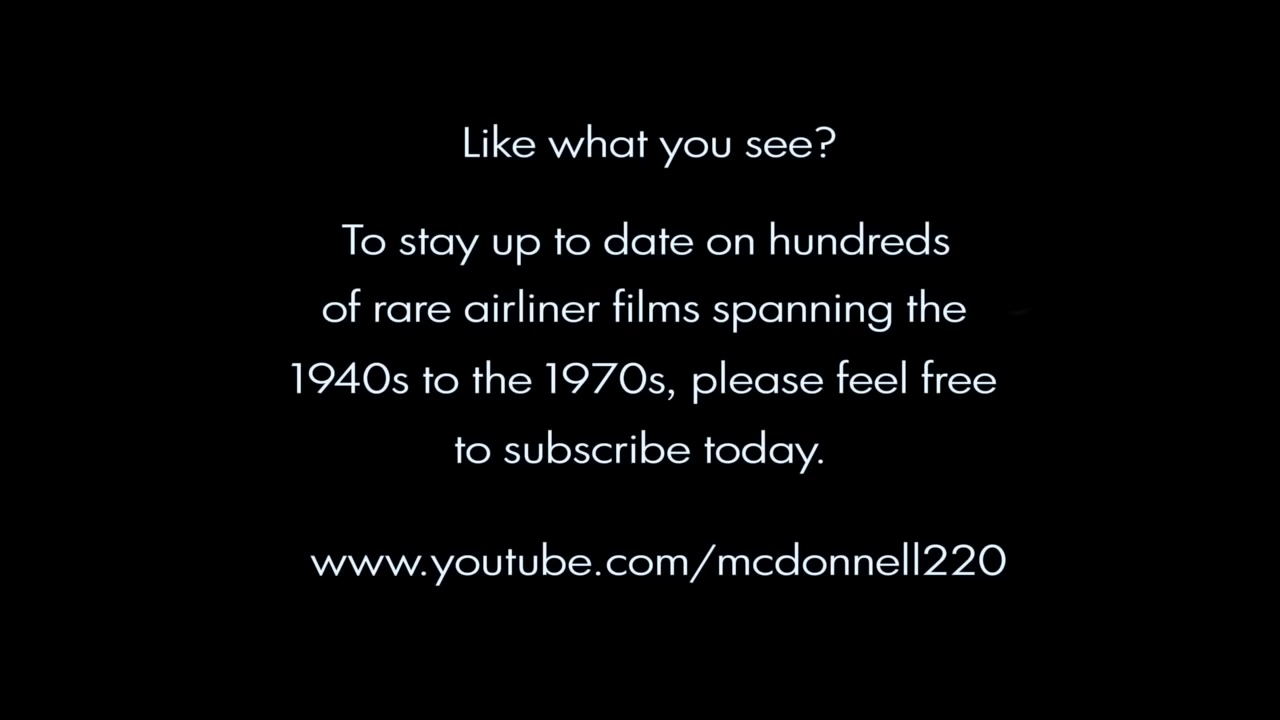 Like what you see?
To stay up to date on hundreds
of rare airliner films spanning the
1940s to the 1970s, please feel free
to subscribe today.
www.youtube.com/mcdonnell220